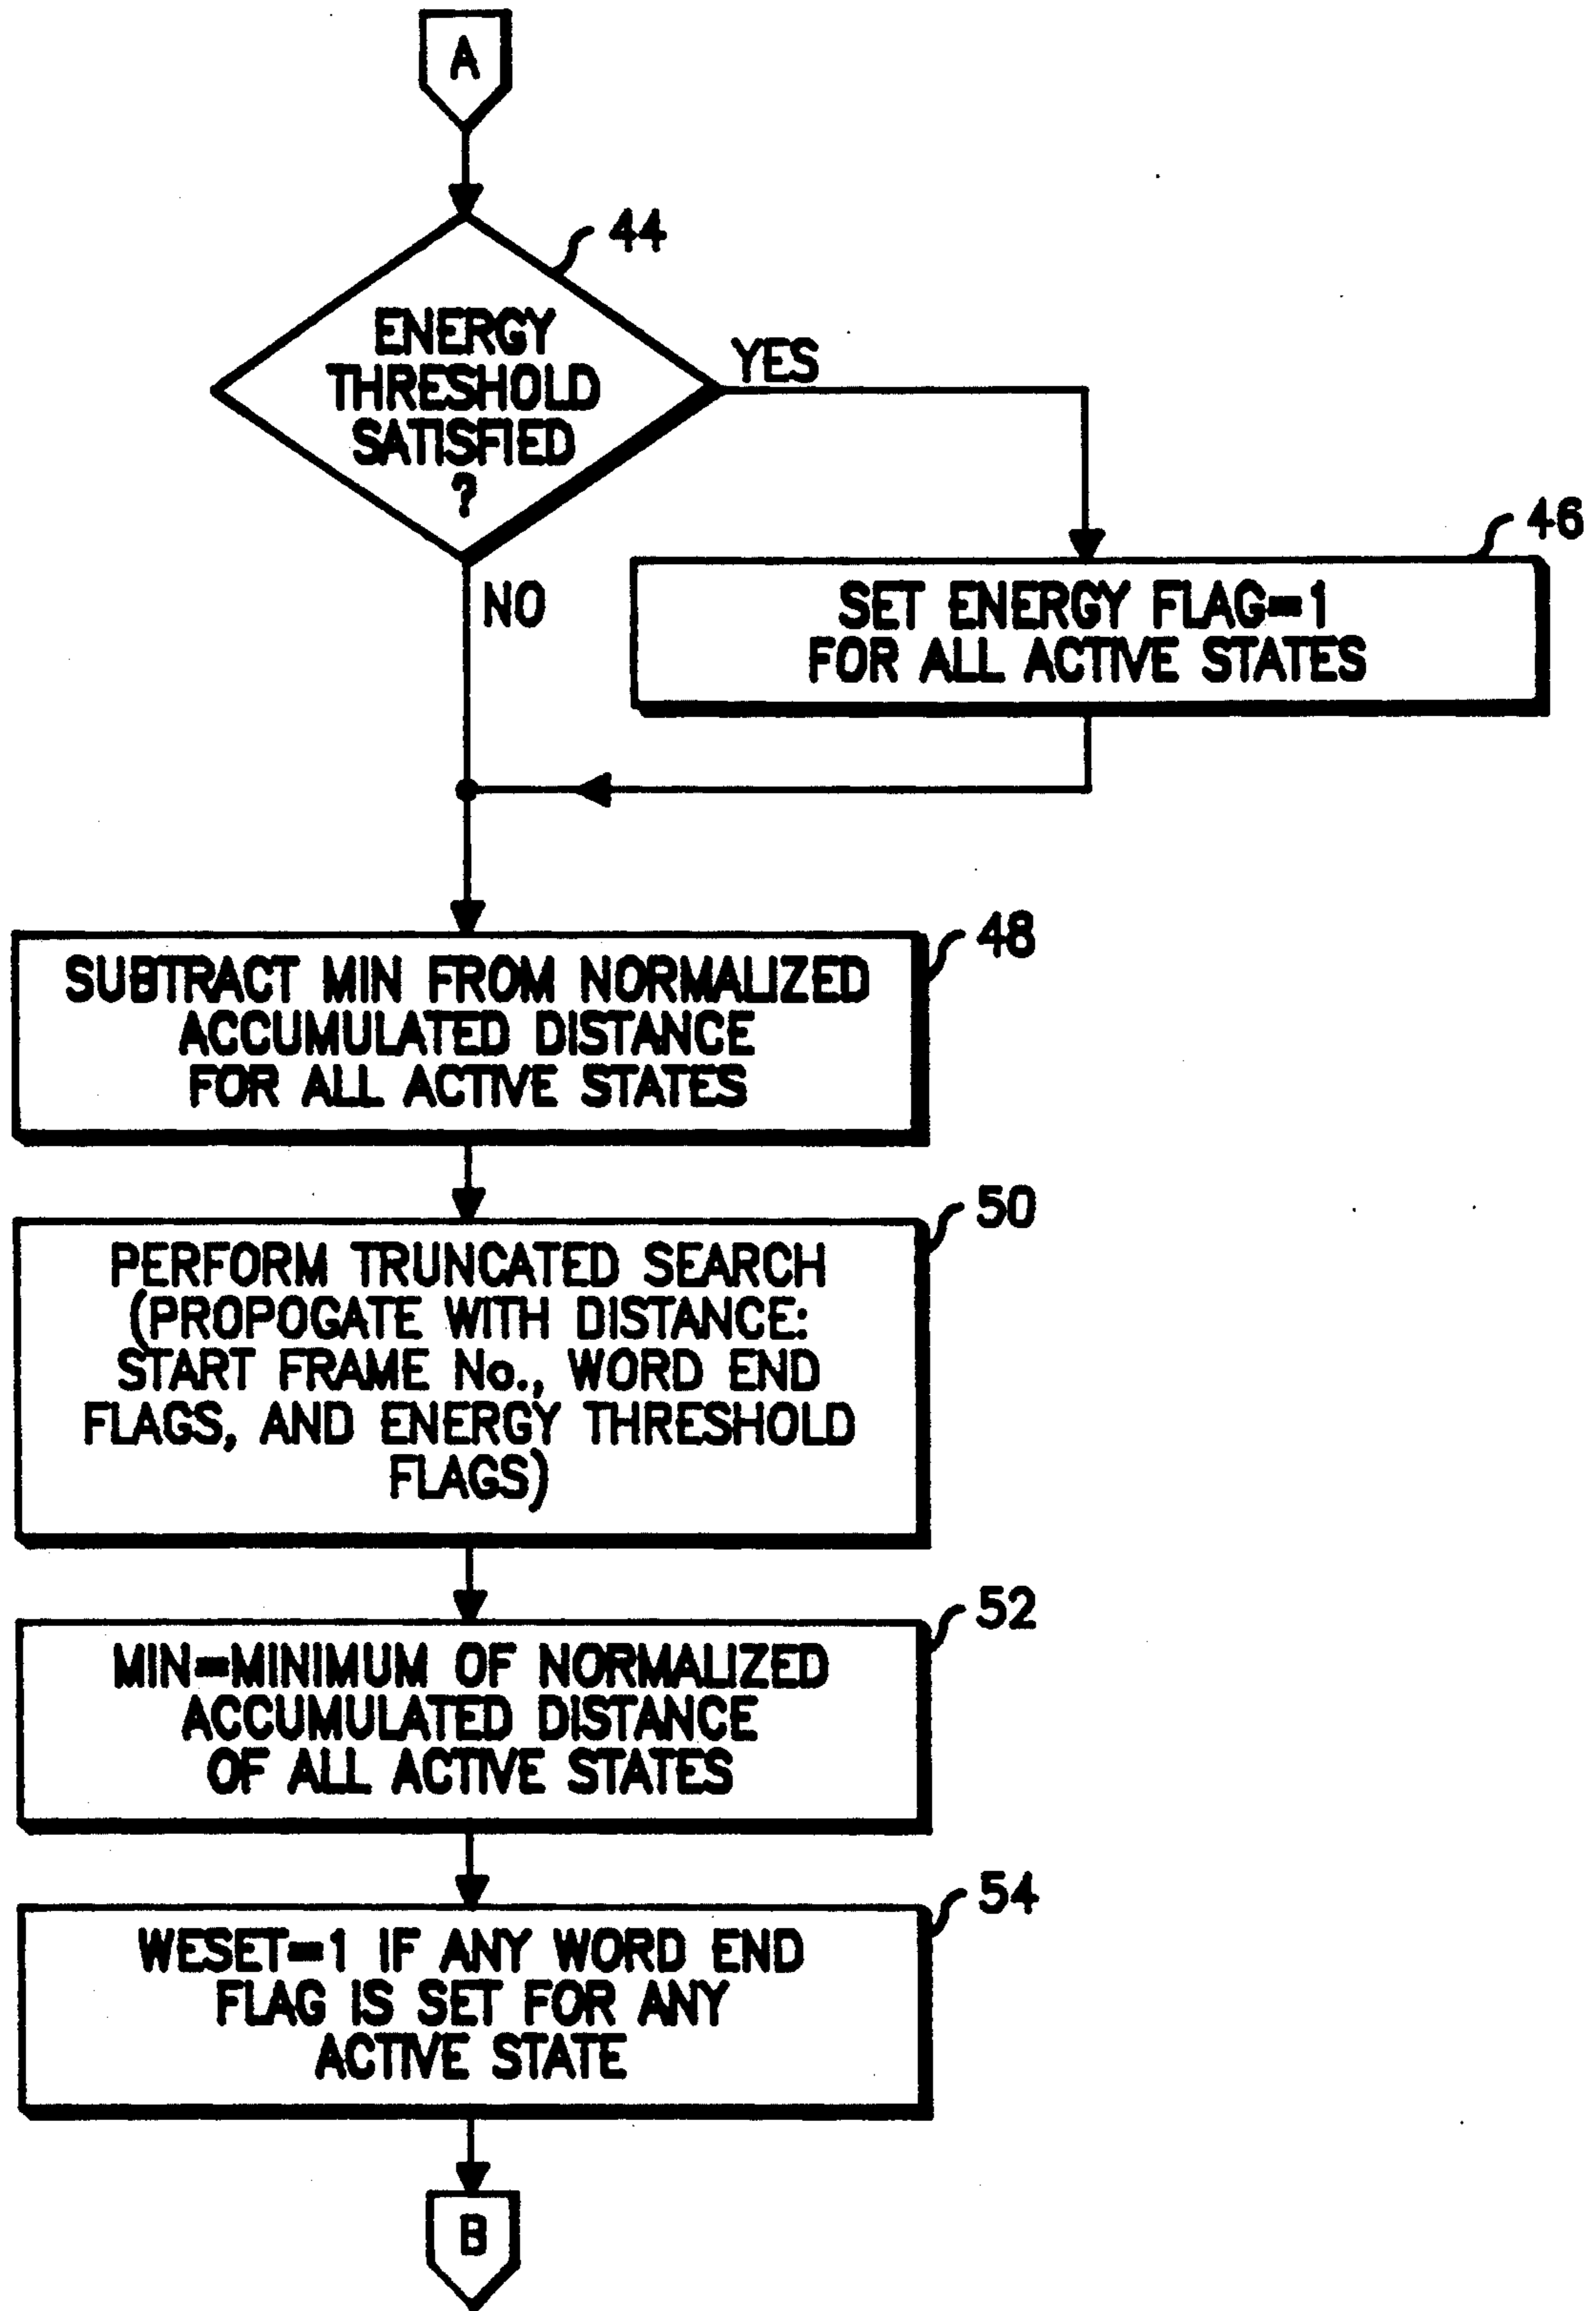 A
44
ENERGY
THRESHOLD
SATISFIED
?
YES
NO
46
SET ENERGY FLAG=1
FOR ALL ACTIVE STATES
48
SUBTRACT MIN FROM NORMALIZED
ACCUMULATED DISTANCE
FOR ALL ACTIVE STATES
50
PERFORM TRUNCATED SEARCH
(PROPOGATE WITH DISTANCE:
START FRAME No., WORD END
FLAGS, AND ENERGY THRESHOLD
FLAGS)
52
MIN=MINIMUM OF NORMALIZED
ACCUMULATED DISTANCE
OF ALL ACTIVE STATES
54
WESET=1 IF ANY WORD END
FLAG IS SET FOR ANY
ACTIVE STATE
B